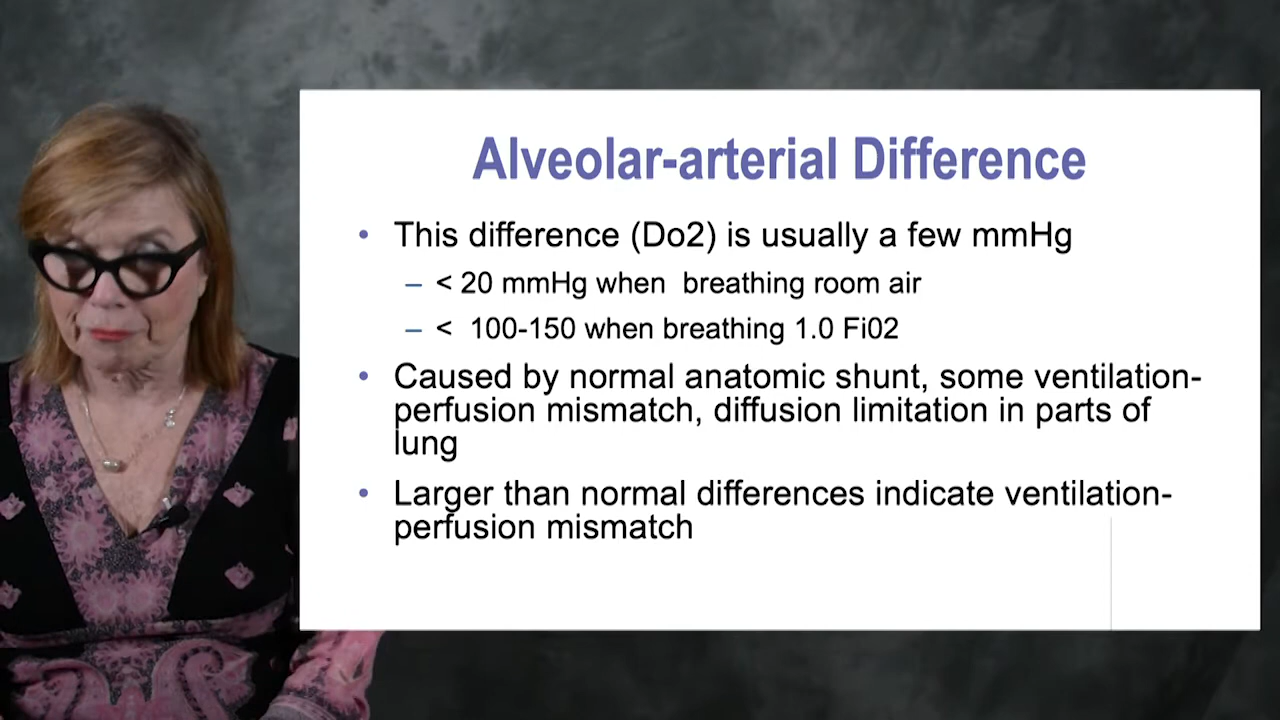 Alveolar-arterial Difference
• This difference (Do2) is usually a few mmHg
– < 20 mmHg when breathing room air
– < 100-150 when breathing 1.0 Fi02
• Caused by normal anatomic shunt, some ventilation-
perfusion mismatch, diffusion limitation in parts of
lung
• Larger than normal differences indicate ventilation-
perfusion mismatch